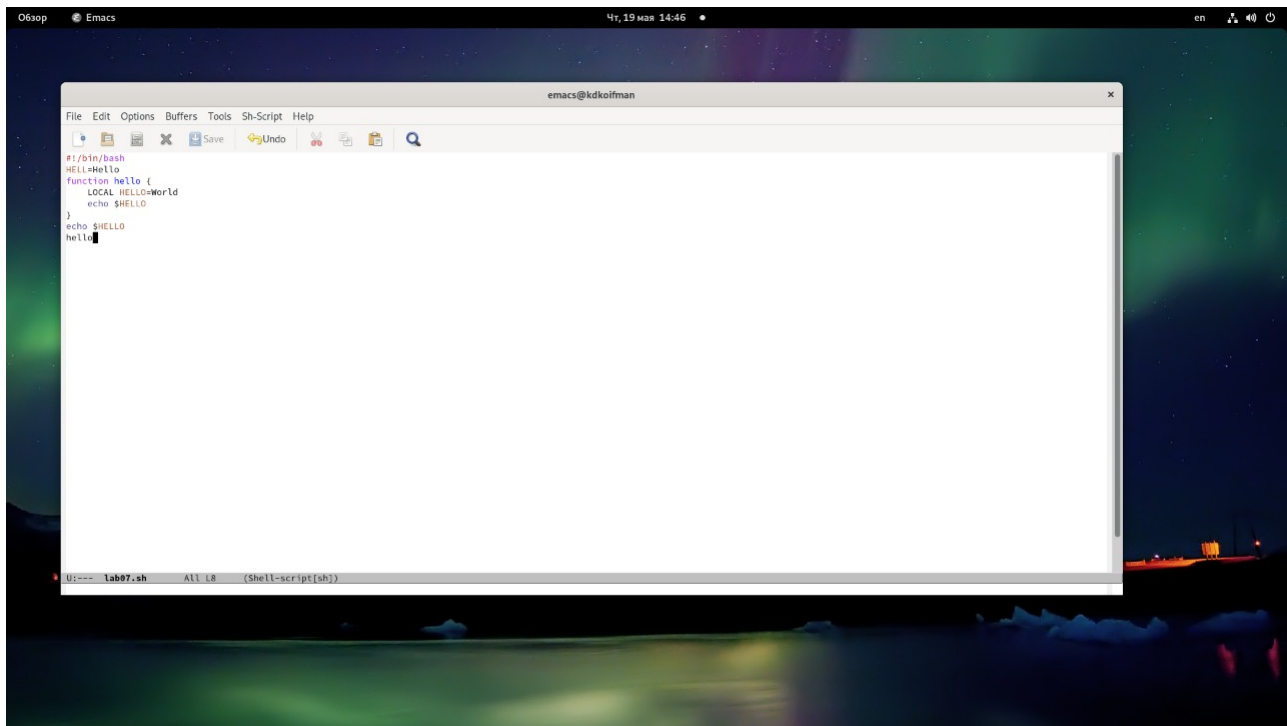 Обзор Emacs Чт, 19 мая 14:46 en
emacs@kdkoifman ×
File Edit Options Buffers Tools Sh-Script Help
Save Undo
#!/bin/bash
HELL=Hello
function hello {
    LOCAL HELLO=World
    echo $HELLO
}
echo $HELLO
hello
U:--- lab07.sh All L8 (Shell-script[sh])